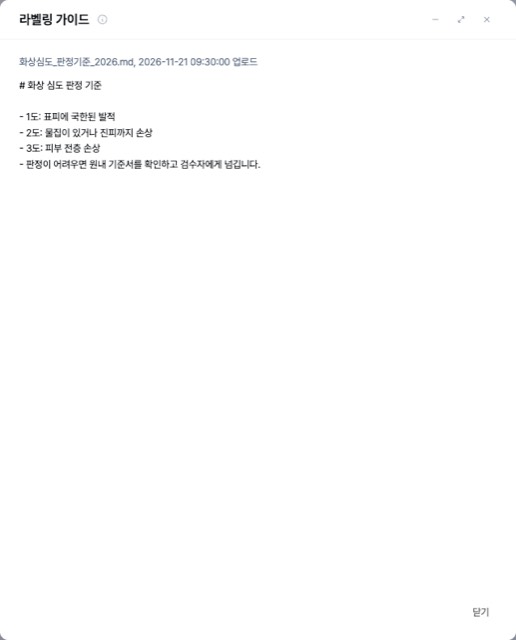 라벨링 가이드
화상심도_판정기준_2026.md, 2026-11-21 09:30:00 업로드
# 화상 심도 판정 기준
- 1도: 표피에 국한된 발적
- 2도: 물집이 있거나 진피까지 손상
- 3도: 피부 전층 손상
- 판정이 어려우면 원내 기준서를 확인하고 검수자에게 넘깁니다.
닫기